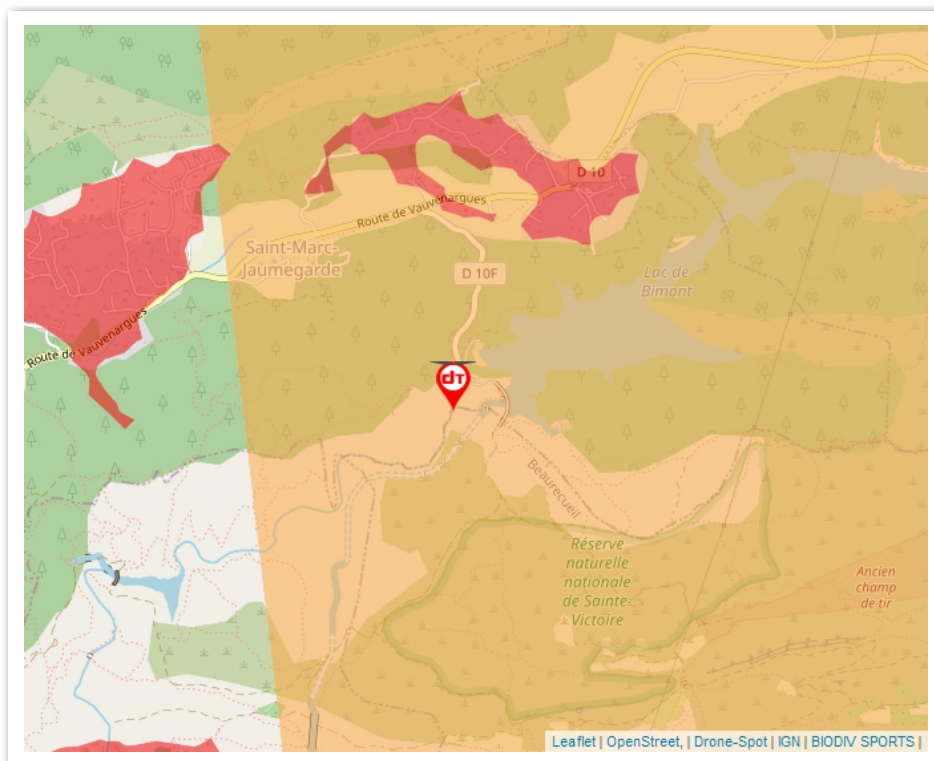 D 10
Route de Vauvenargues
Saint-Marc-
Jaumegarde
D 10F
Lac de
Bimont
Route de Vauvenargues
dT
Beaurecueil
Réserve
naturelle
nationale
de Sainte-
Victoire
Ancien
champ
de tir
Leaflet | OpenStreet, | Drone-Spot | IGN | BIODIV SPORTS |